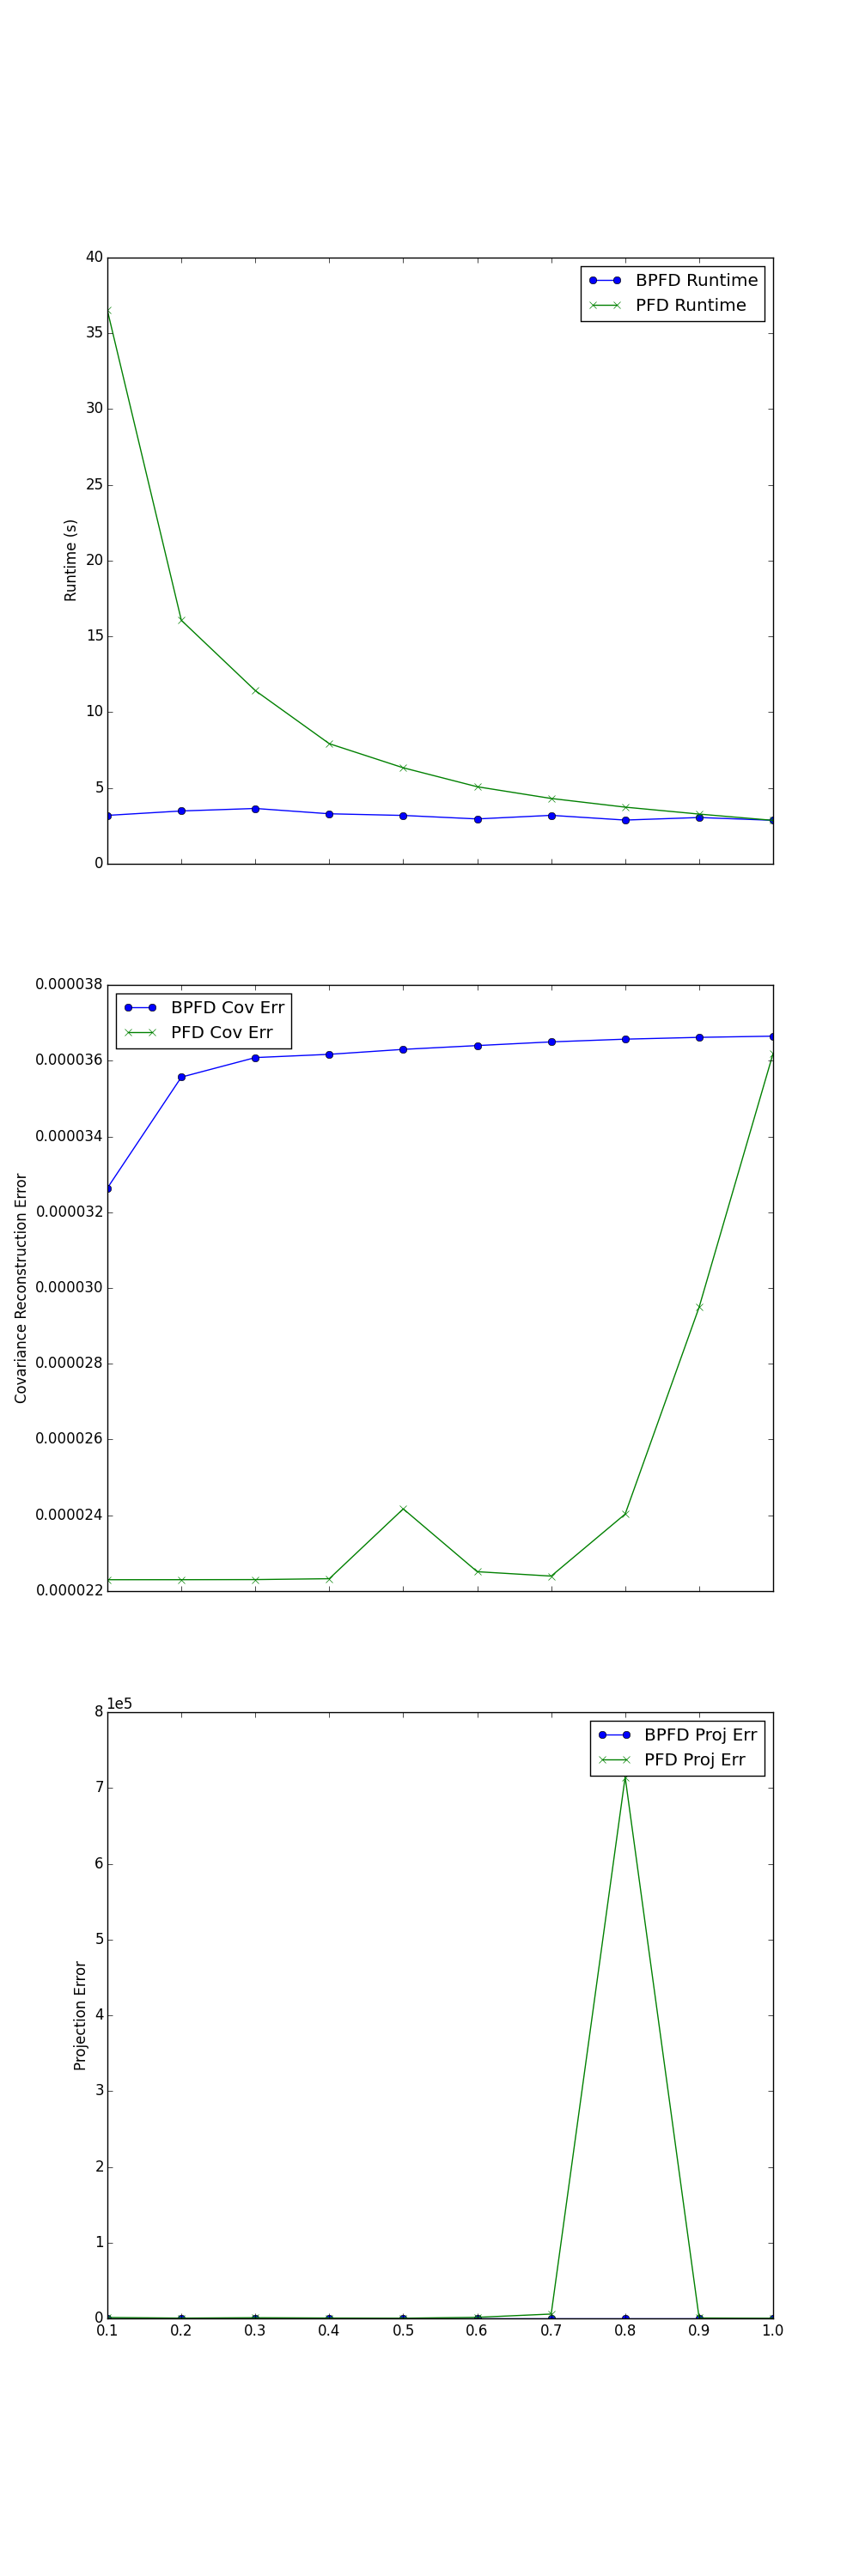 40
35
30
25
20
15
10
5
0
Runtime (s)
BPFD Runtime
PFD Runtime
0.000038
0.000036
0.000034
0.000032
0.000030
0.000028
0.000026
0.000024
0.000022
Covariance Reconstruction Error
BPFD Cov Err
PFD Cov Err
1e5
8
7
6
5
4
3
2
1
0
Projection Error
BPFD Proj Err
PFD Proj Err
0.1 0.2 0.3 0.4 0.5 0.6 0.7 0.8 0.9 1.0